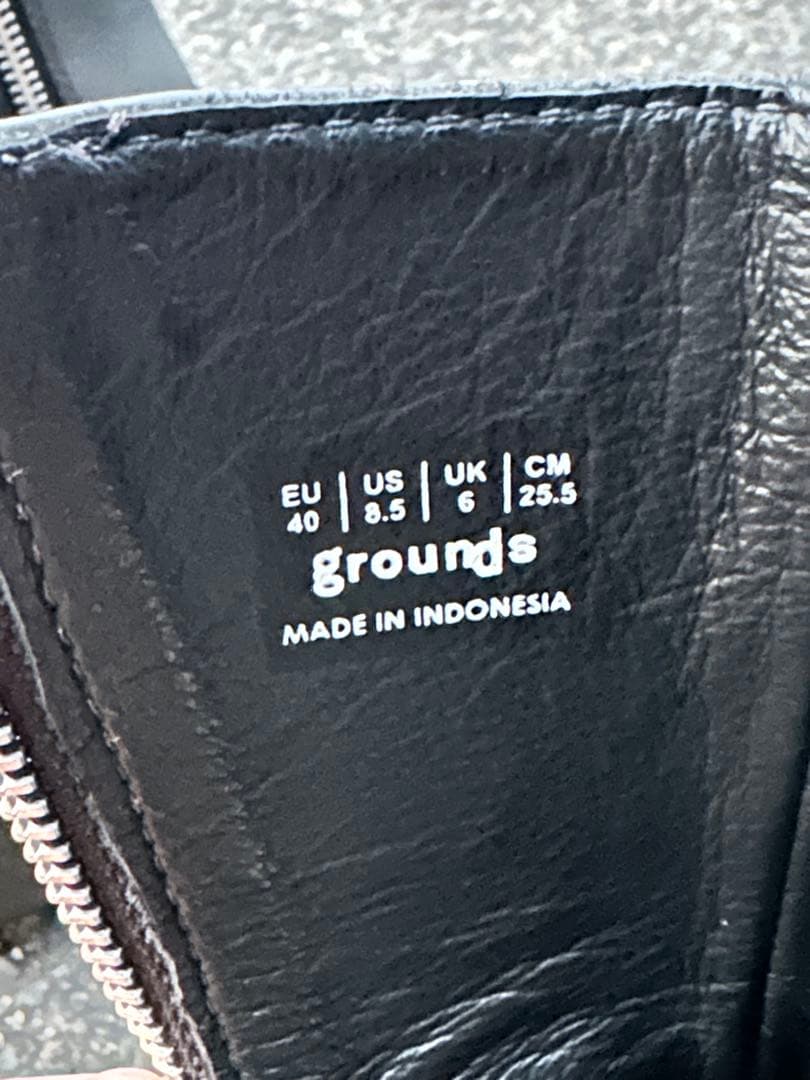 EU | US | UK | CM
40 | 8.5 | 6 | 25.5
grounds
MADE IN INDONESIA